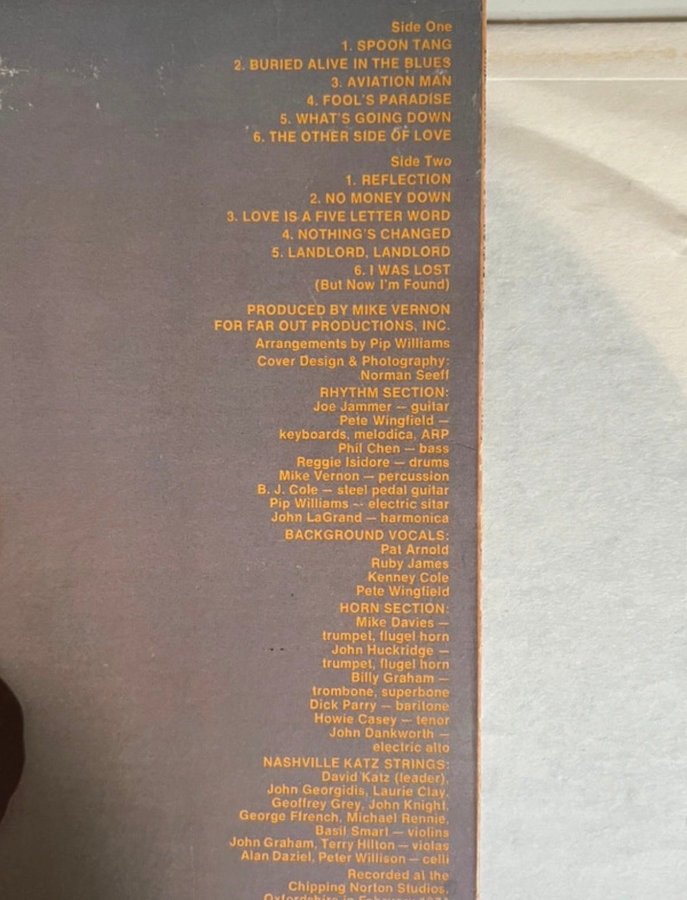 Side One
1. SPOON TANG
2. BURIED ALIVE IN THE BLUES
3. AVIATION MAN
4. FOOL'S PARADISE
5. WHAT'S GOING DOWN
6. THE OTHER SIDE OF LOVE
Side Two
1. REFLECTION
2. NO MONEY DOWN
3. LOVE IS A FIVE LETTER WORD
4. NOTHING'S CHANGED
5. LANDLORD, LANDLORD
6. I WAS LOST
(But Now I'm Found)
PRODUCED BY MIKE VERNON
FOR FAR OUT PRODUCTIONS, INC.
Arrangements by Pip Williams
Cover Design & Photography:
Norman Seeff
RHYTHM SECTION:
Joe Jammer — guitar
Pete Wingfield —
keyboards, melodica, ARP
Phil Chen — bass
Reggie Isidore — drums
Mike Vernon — percussion
B. J. Cole — steel pedal guitar
Pip Williams — electric sitar
John LaGrand — harmonica
BACKGROUND VOCALS:
Pat Arnold
Ruby James
Kenney Cole
Pete Wingfield
HORN SECTION:
Mike Davies —
trumpet, flugel horn
John Huckridge —
trumpet, flugel horn
Billy Graham —
trombone, superbone
Dick Parry — baritone
Howie Casey — tenor
John Dankworth —
electric alto
NASHVILLE KATZ STRINGS:
David Katz (leader),
John Georgidis, Laurie Clay,
Geoffrey Grey, John Knight,
George Ffrench, Michael Rennie,
Basil Smart — violins
John Graham, Terry Hilton — violas
Alan Daziel, Peter Willison — celli
Recorded at the
Chipping Norton Studios,
Oxfordshire in February